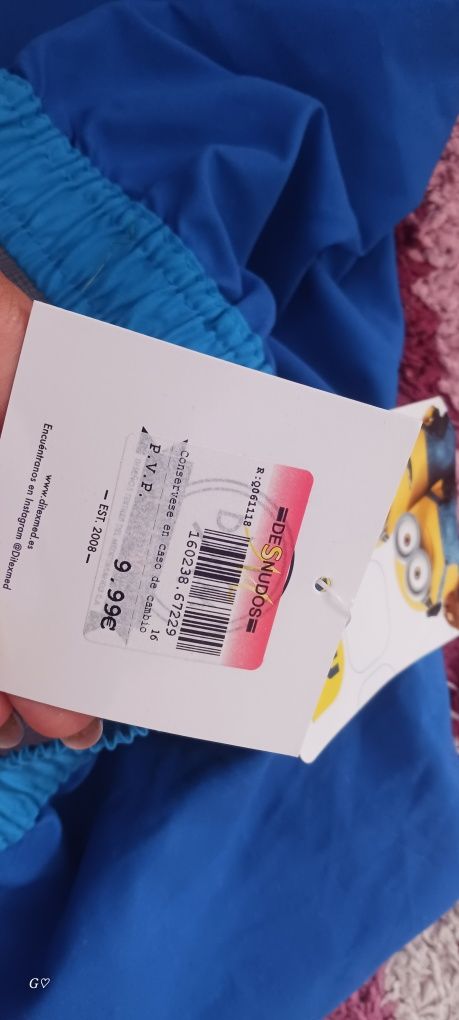 =DESNUDOS=
R:Q061118
160238.67229
Consérvese en caso de cambio 16
P.V.P. 9.99€
— EST. 2008 —
www.dilexmed.es
Encuéntranos en Instagram @Dilexmed
G♡